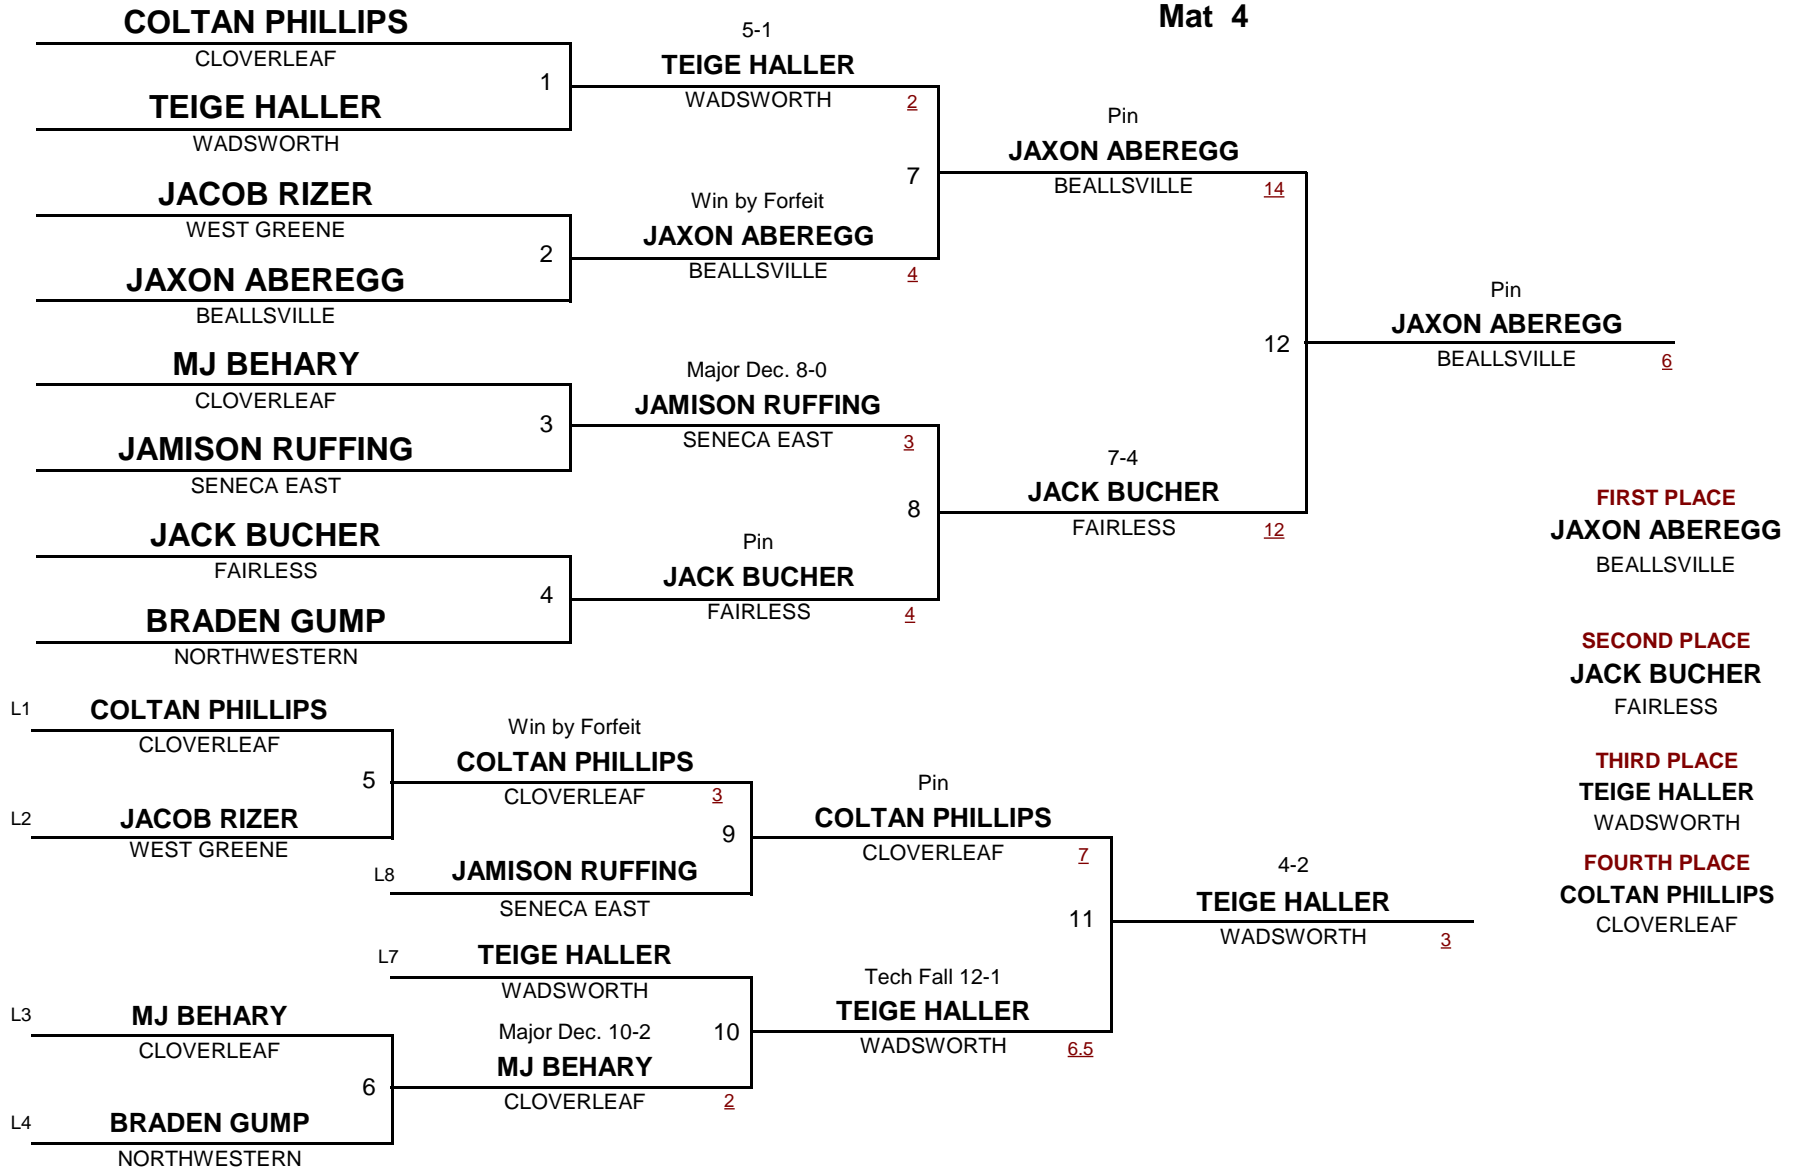 Mat 4
COLTAN PHILLIPS
CLOVERLEAF
1
TEIGE HALLER
WADSWORTH
JACOB RIZER
WEST GREENE
2
JAXON ABEREGG
BEALLSVILLE
MJ BEHARY
CLOVERLEAF
3
JAMISON RUFFING
SENECA EAST
JACK BUCHER
FAIRLESS
4
BRADEN GUMP
NORTHWESTERN
5-1
TEIGE HALLER
WADSWORTH 2
7
Win by Forfeit
JAXON ABEREGG
BEALLSVILLE 4
Major Dec. 8-0
JAMISON RUFFING
SENECA EAST 3
8
Pin
JACK BUCHER
FAIRLESS 4
Pin
JAXON ABEREGG
BEALLSVILLE 14
12
7-4
JACK BUCHER
FAIRLESS 12
Pin
JAXON ABEREGG
BEALLSVILLE 6
FIRST PLACE
JAXON ABEREGG
BEALLSVILLE
SECOND PLACE
JACK BUCHER
FAIRLESS
THIRD PLACE
TEIGE HALLER
WADSWORTH
FOURTH PLACE
COLTAN PHILLIPS
CLOVERLEAF
L1 COLTAN PHILLIPS
CLOVERLEAF
5
L2 JACOB RIZER
WEST GREENE
L3 MJ BEHARY
CLOVERLEAF
6
L4 BRADEN GUMP
NORTHWESTERN
Win by Forfeit
COLTAN PHILLIPS
CLOVERLEAF 3
9
L8 JAMISON RUFFING
SENECA EAST
L7 TEIGE HALLER
WADSWORTH
Major Dec. 10-2 10
MJ BEHARY
CLOVERLEAF 2
Pin
COLTAN PHILLIPS
CLOVERLEAF 7
11
Tech Fall 12-1
TEIGE HALLER
WADSWORTH 6.5
4-2
TEIGE HALLER
WADSWORTH 3